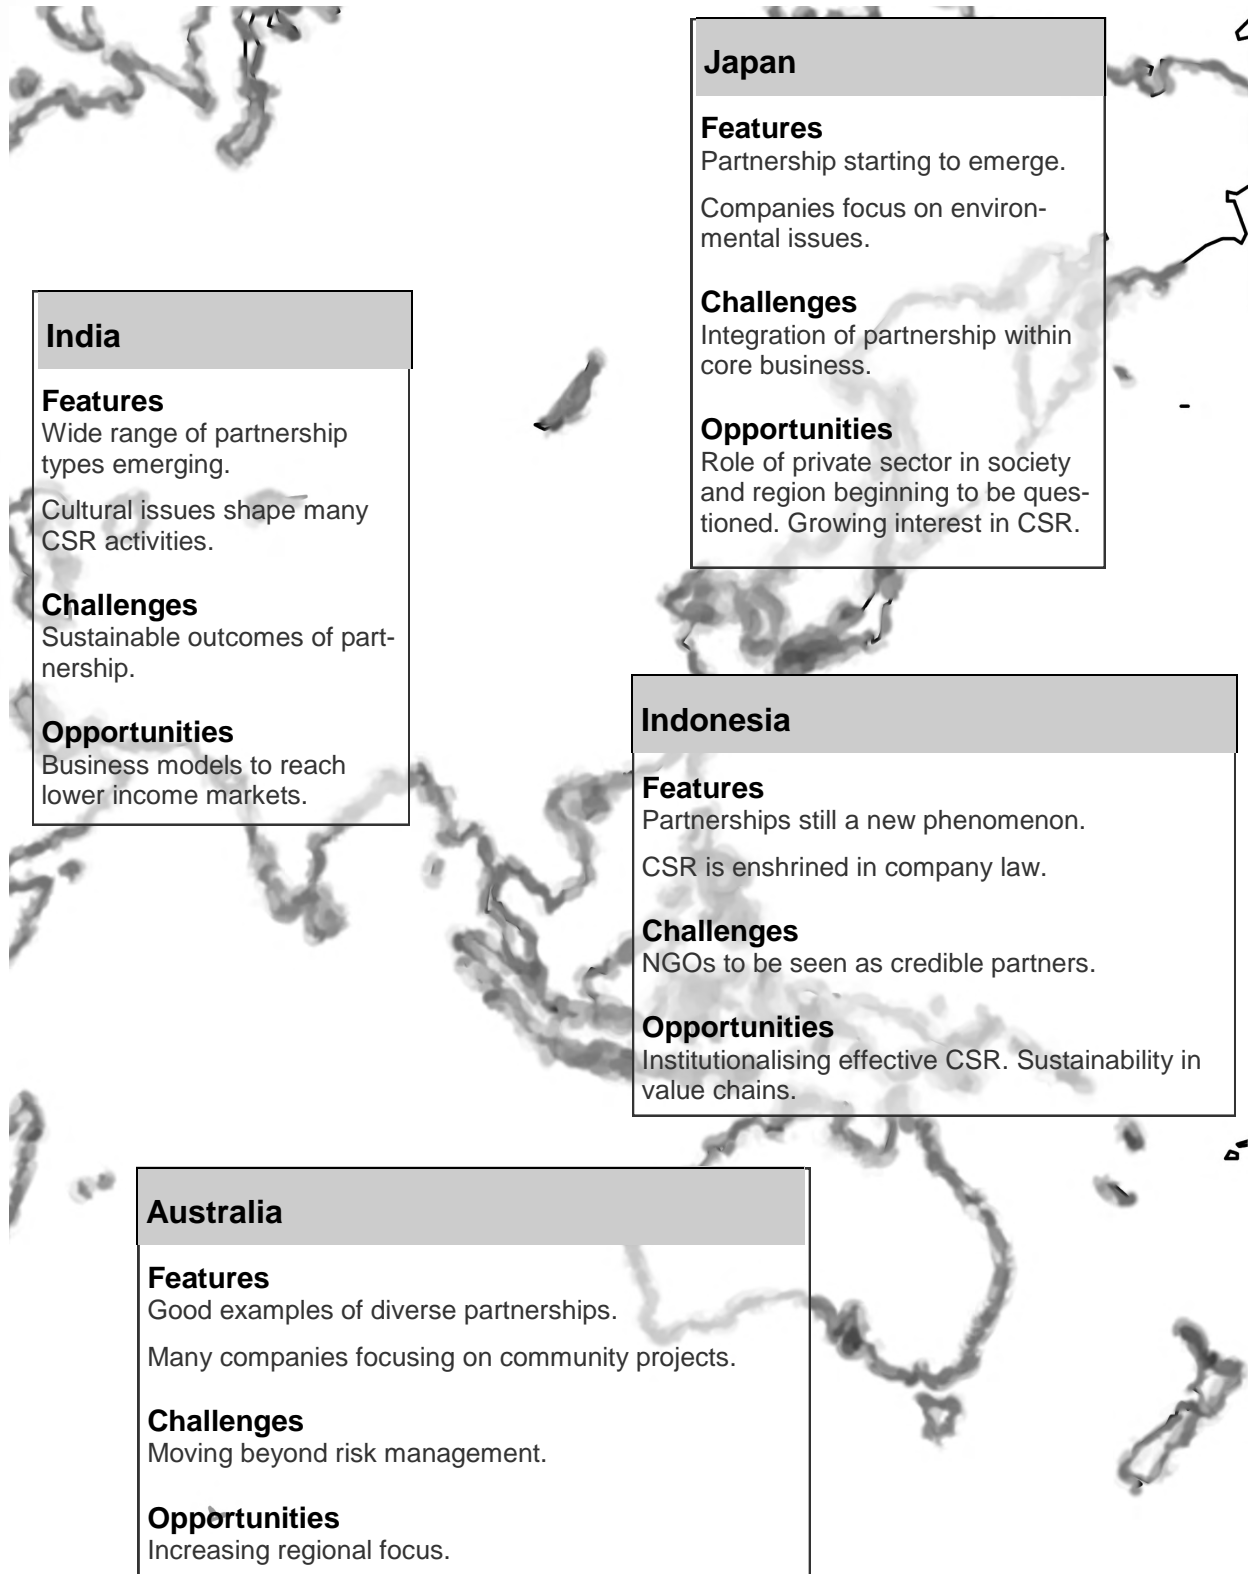 Japan
Features
Partnership starting to emerge.
Companies focus on environ-
mental issues.
Challenges
Integration of partnership within
core business.
Opportunities
Role of private sector in society
and region beginning to be ques-
tioned. Growing interest in CSR.
India
Features
Wide range of partnership
types emerging.
Cultural issues shape many
CSR activities.
Challenges
Sustainable outcomes of part-
nership.
Opportunities
Business models to reach
lower income markets.
Indonesia
Features
Partnerships still a new phenomenon.
CSR is enshrined in company law.
Challenges
NGOs to be seen as credible partners.
Opportunities
Institutionalising effective CSR. Sustainability in
value chains.
Australia
Features
Good examples of diverse partnerships.
Many companies focusing on community projects.
Challenges
Moving beyond risk management.
Opportunities
Increasing regional focus.